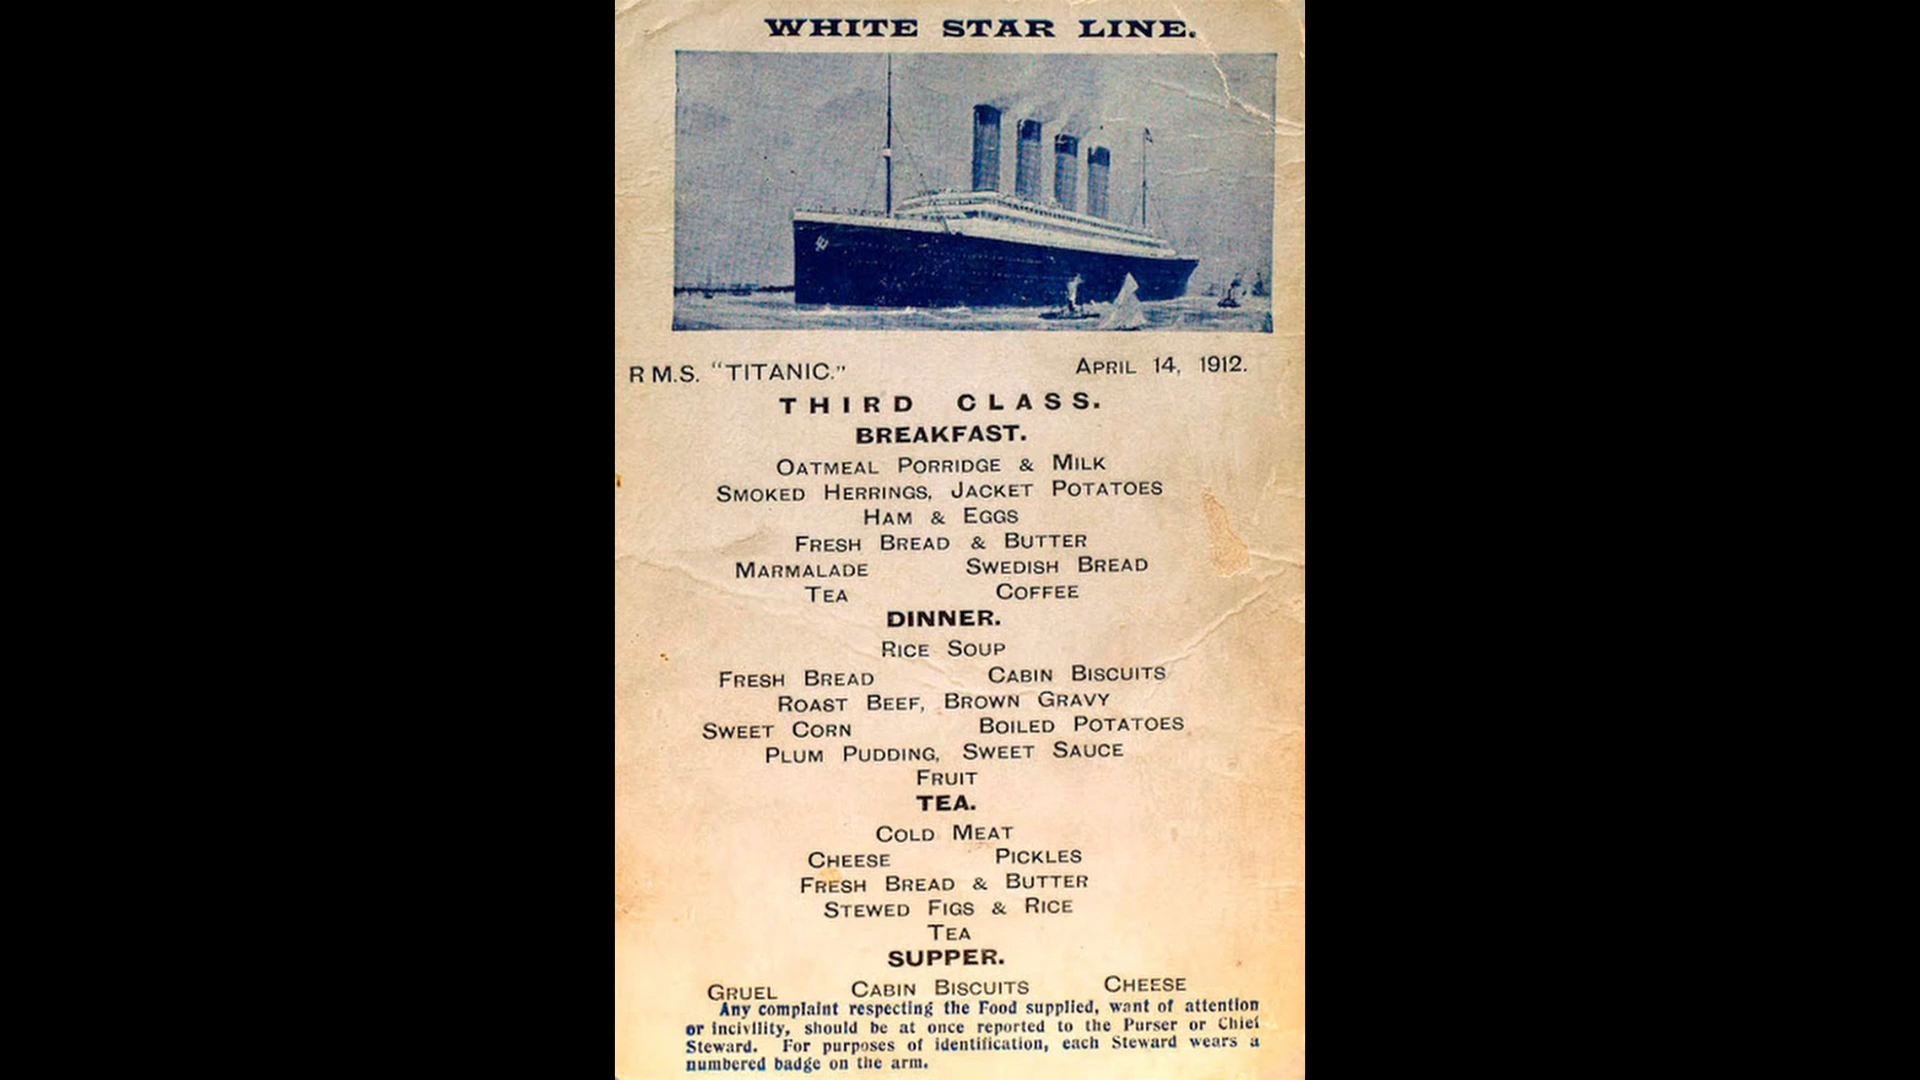 WHITE STAR LINE.
R M.S. "TITANIC." APRIL 14, 1912.
THIRD CLASS.
BREAKFAST.
OATMEAL PORRIDGE & MILK
SMOKED HERRINGS, JACKET POTATOES
HAM & EGGS
FRESH BREAD & BUTTER
MARMALADE SWEDISH BREAD
TEA COFFEE
DINNER.
RICE SOUP
FRESH BREAD CABIN BISCUITS
ROAST BEEF, BROWN GRAVY
SWEET CORN BOILED POTATOES
PLUM PUDDING, SWEET SAUCE
FRUIT
TEA.
COLD MEAT
CHEESE PICKLES
FRESH BREAD & BUTTER
STEWED FIGS & RICE
TEA
SUPPER.
GRUEL CABIN BISCUITS CHEESE
Any complaint respecting the Food supplied, want of attention
or incivility, should be at once reported to the Purser or Chief
Steward. For purposes of identification, each Steward wears a
numbered badge on the arm.